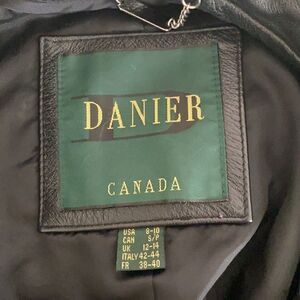 DANIER
CANADA
USA 8-10
CAN S/P
UK 12-14
ITALY 42-44
FR 38-40